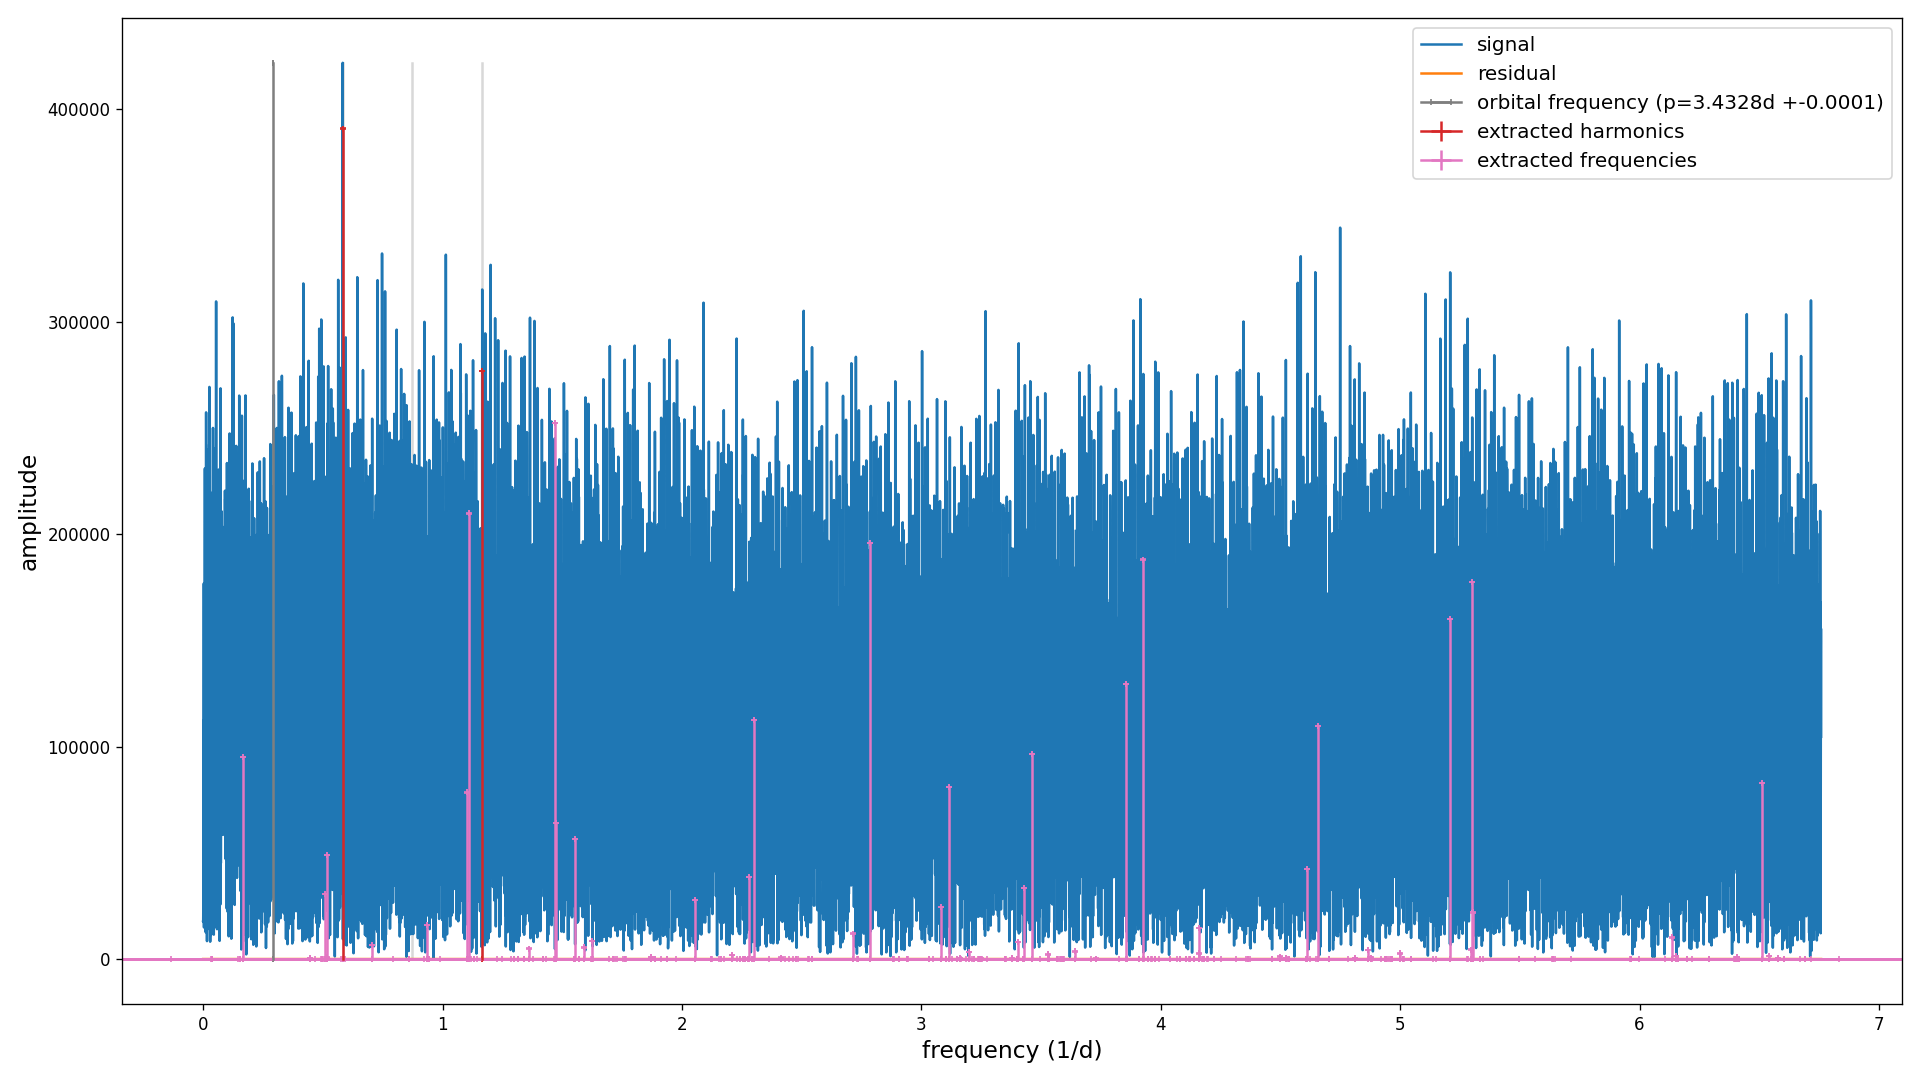 signal
residual
orbital frequency (p=3.4328d +-0.0001)
extracted harmonics
extracted frequencies
amplitude
400000
300000
200000
100000
0
0 1 2 3 4 5 6 7
frequency (1/d)